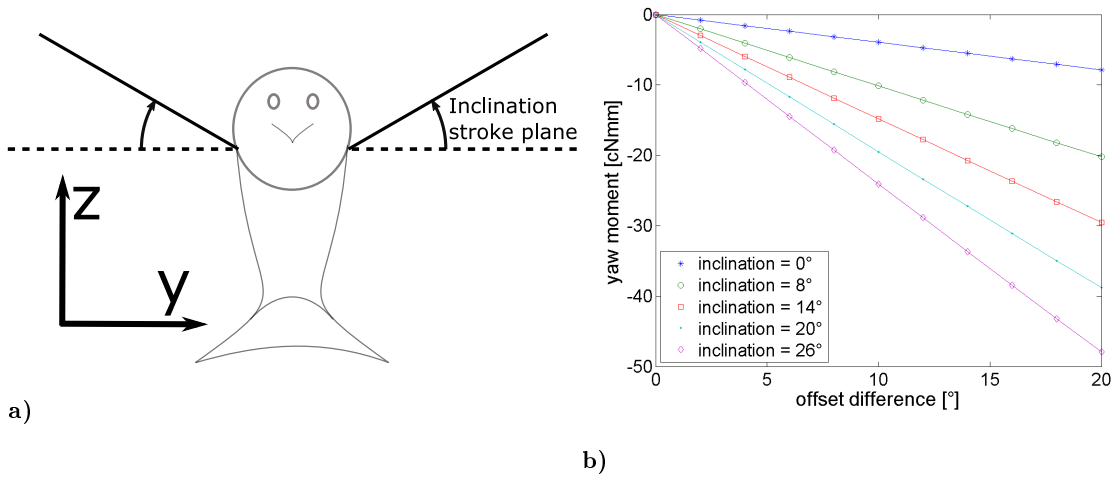 Inclination
stroke plane
z
y
a)
0
-10
-20
-30
-40
-50
yaw moment [cNmm]
inclination = 0°
inclination = 8°
inclination = 14°
inclination = 20°
inclination = 26°
0 5 10 15 20
offset difference [°]
b)